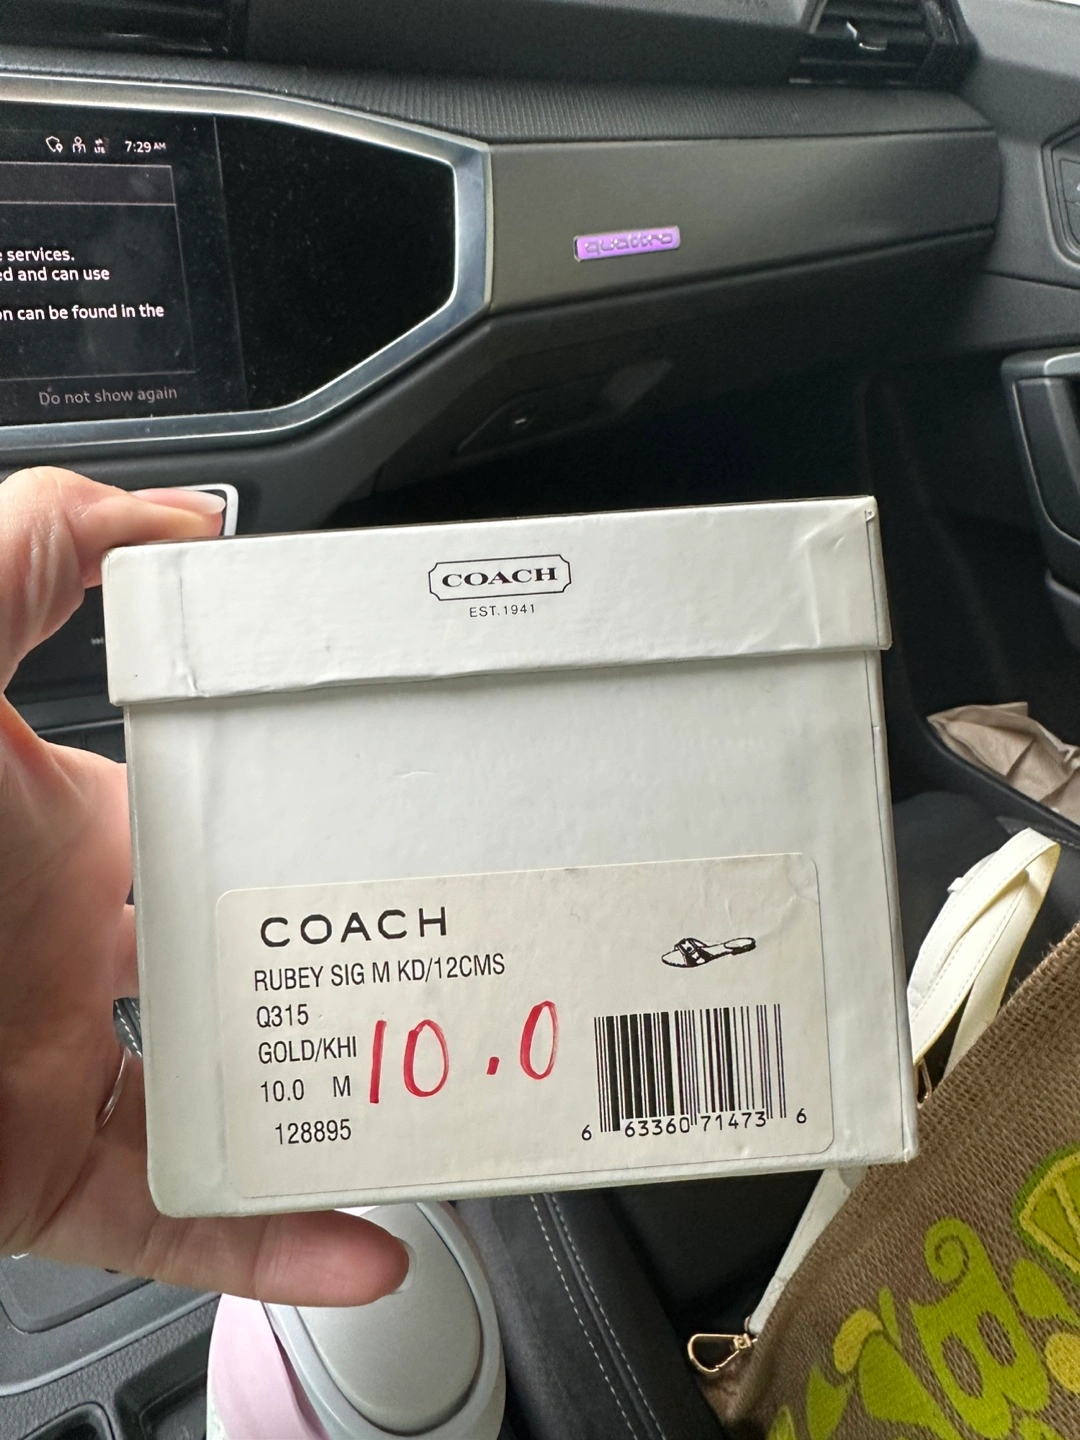 LTE 7:29 AM
services.
ed and can use
on can be found in the
Do not show again
quattro
COACH
EST. 1941
COACH
RUBEY SIG M KD/12CMS
Q315
GOLD/KHI
10.0 M
10.0
128895
6 63360 71473 6